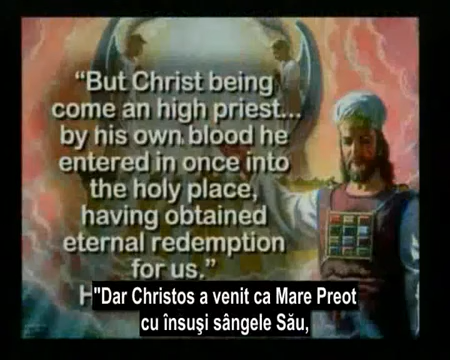 “But Christ being
come an high priest...
by his own blood he
entered in once into
the holy place,
having obtained
eternal redemption
for us.”
"Dar Christos a venit ca Mare Preot
cu însuşi sângele Său,